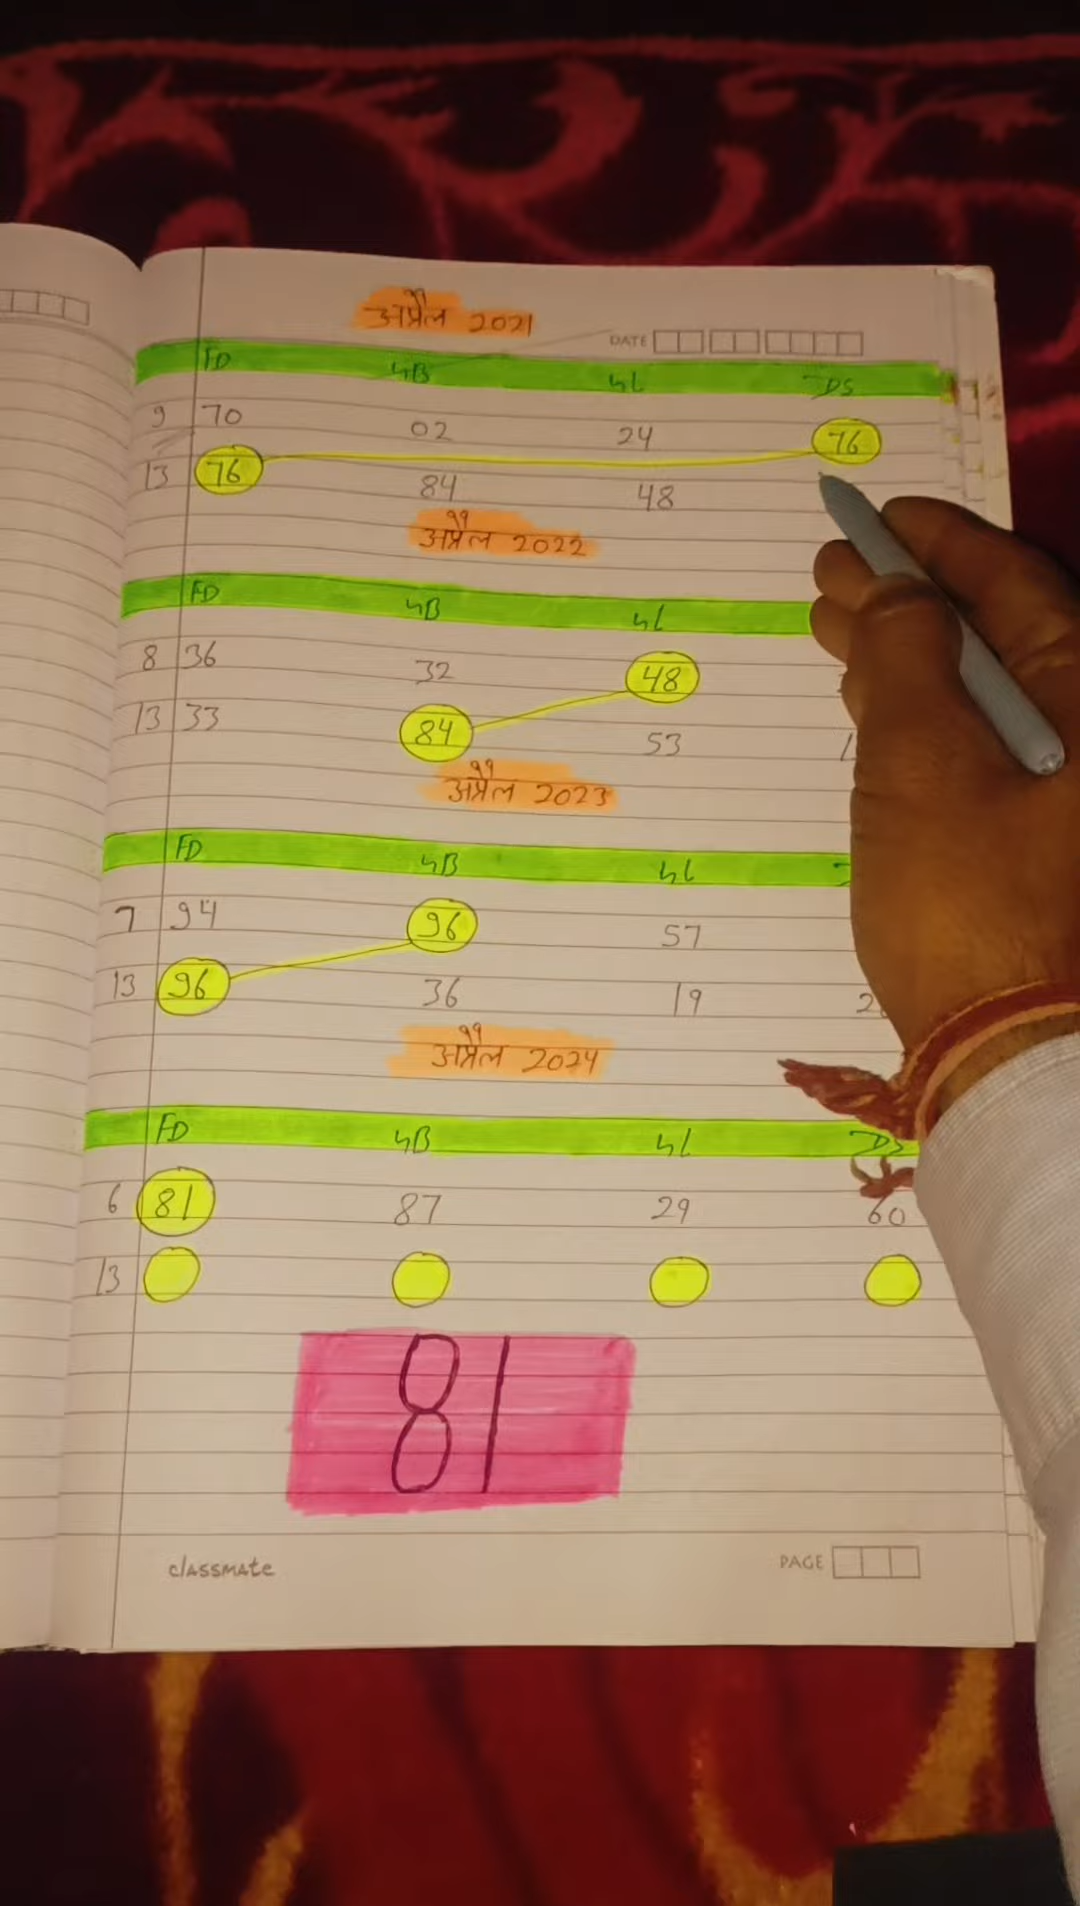 अप्रैल 2021
DATE
FD GB GL DS
9 70 02 24 76
13 76 84 48
अप्रैल 2022
FD GB GL
8 36 32 48
13 33 84 53
अप्रैल 2023
FD GB GL
7 94 96 57
13 96 36 19
अप्रैल 2024
FD GB GL DS
6 81 87 29 60
13
81
classmate
PAGE